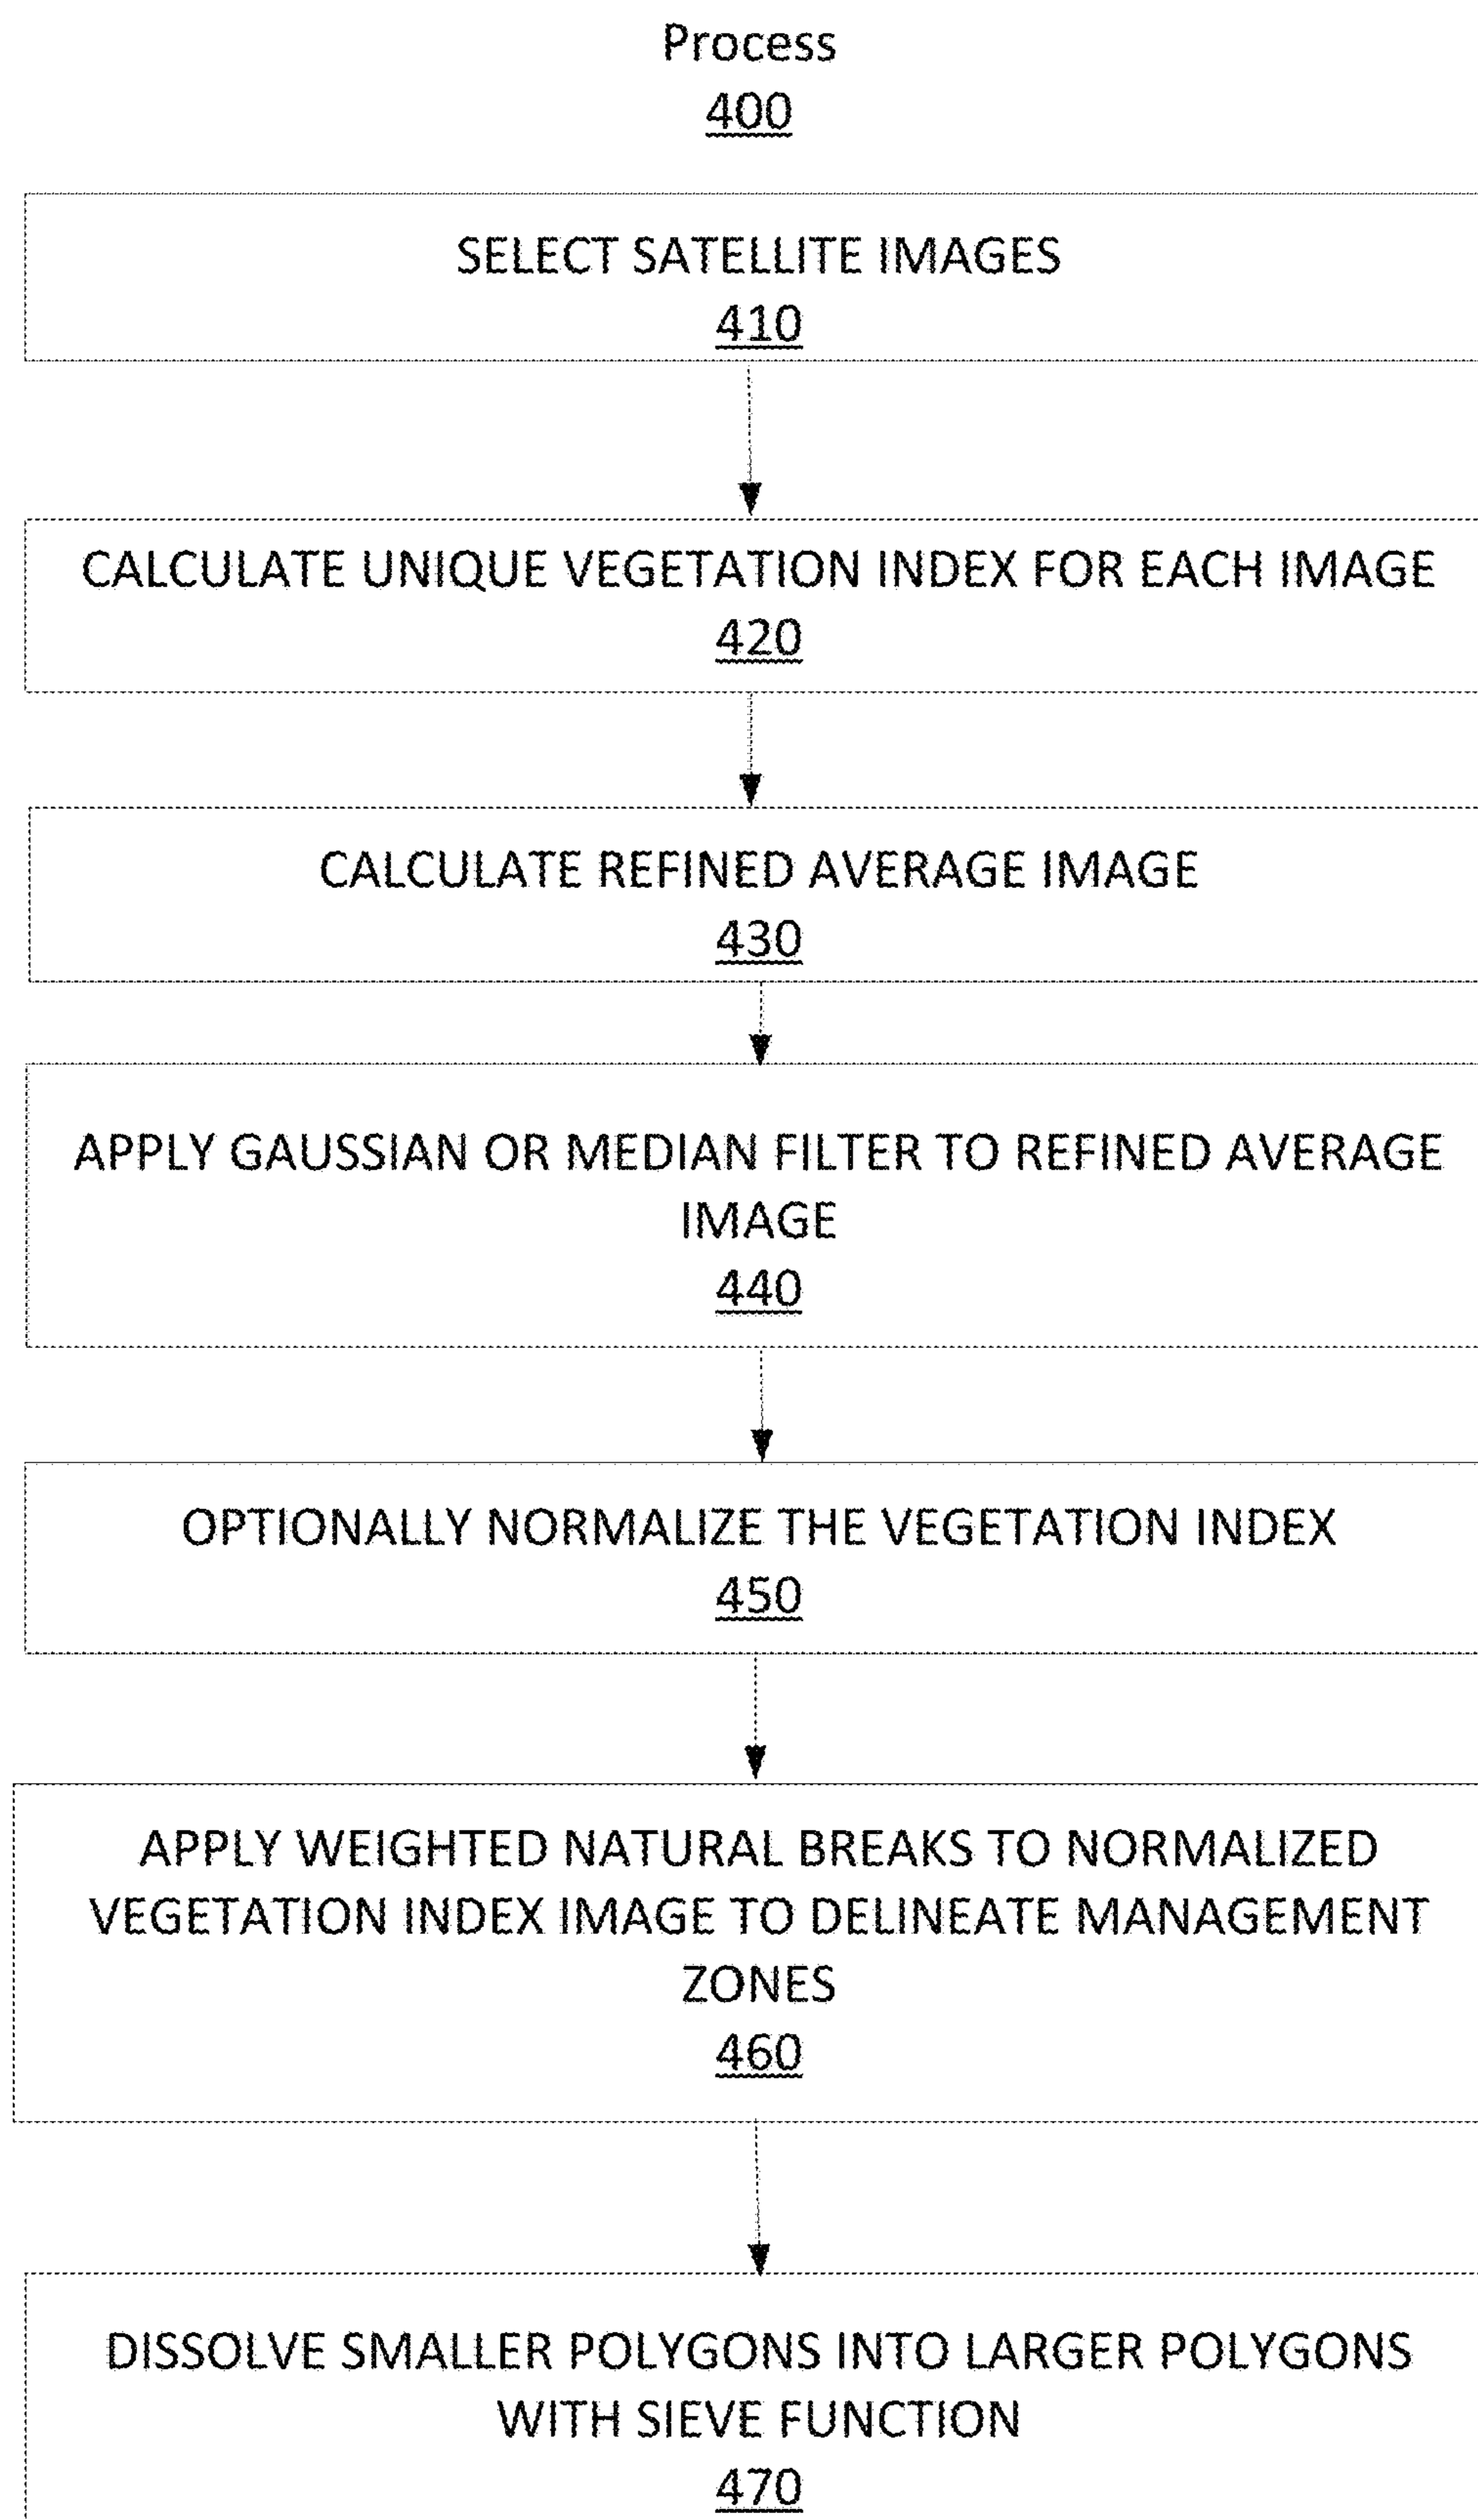 Process
400
SELECT SATELLITE IMAGES
410
CALCULATE UNIQUE VEGETATION INDEX FOR EACH IMAGE
420
CALCULATE REFINED AVERAGE IMAGE
430
APPLY GAUSSIAN OR MEDIAN FILTER TO REFINED AVERAGE
IMAGE
440
OPTIONALLY NORMALIZE THE VEGETATION INDEX
450
APPLY WEIGHTED NATURAL BREAKS TO NORMALIZED
VEGETATION INDEX IMAGE TO DELINEATE MANAGEMENT
ZONES
460
DISSOLVE SMALLER POLYGONS INTO LARGER POLYGONS
WITH SIEVE FUNCTION
470